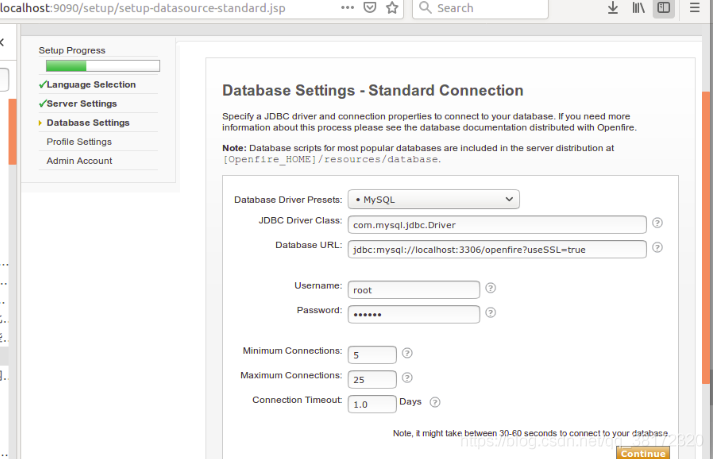 localhost:9090/setup/setup-datasource-standard.jsp
Search
Setup Progress
Language Selection
Server Settings
Database Settings
Profile Settings
Admin Account
Database Settings - Standard Connection
Specify a JDBC driver and connection properties to connect to your database. If you need more
information about this process please see the database documentation distributed with Openfire.
Note: Database scripts for most popular databases are included in the server distribution at
[Openfire_HOME]/resources/database.
Database Driver Presets: • MySQL
JDBC Driver Class: com.mysql.jdbc.Driver
Database URL: jdbc:mysql://localhost:3306/openfire?useSSL=true
Username: root
Password: ••••••
Minimum Connections: 5
Maximum Connections: 25
Connection Timeout: 1.0 Days
Note, it might take between 30-60 seconds to connect to your database.
Continue